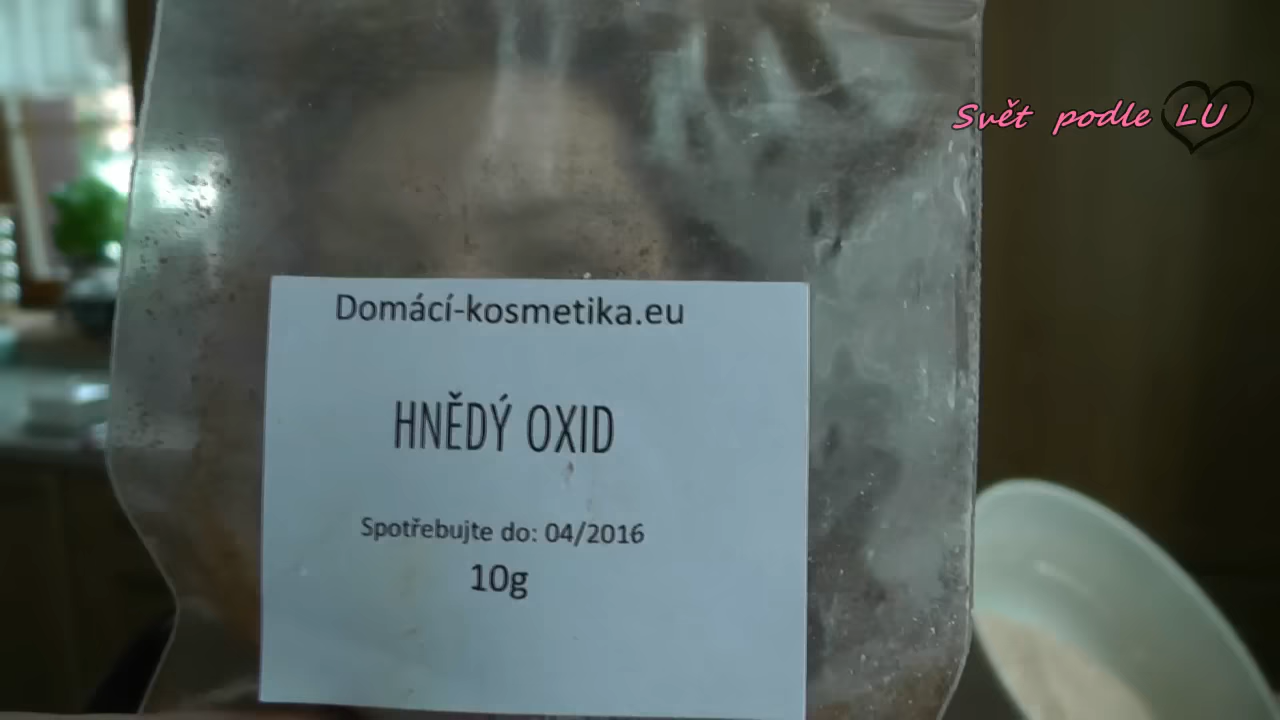 Svět podle LU
Domácí-kosmetika.eu
HNĚDÝ OXID
Spotřebujte do: 04/2016
10g